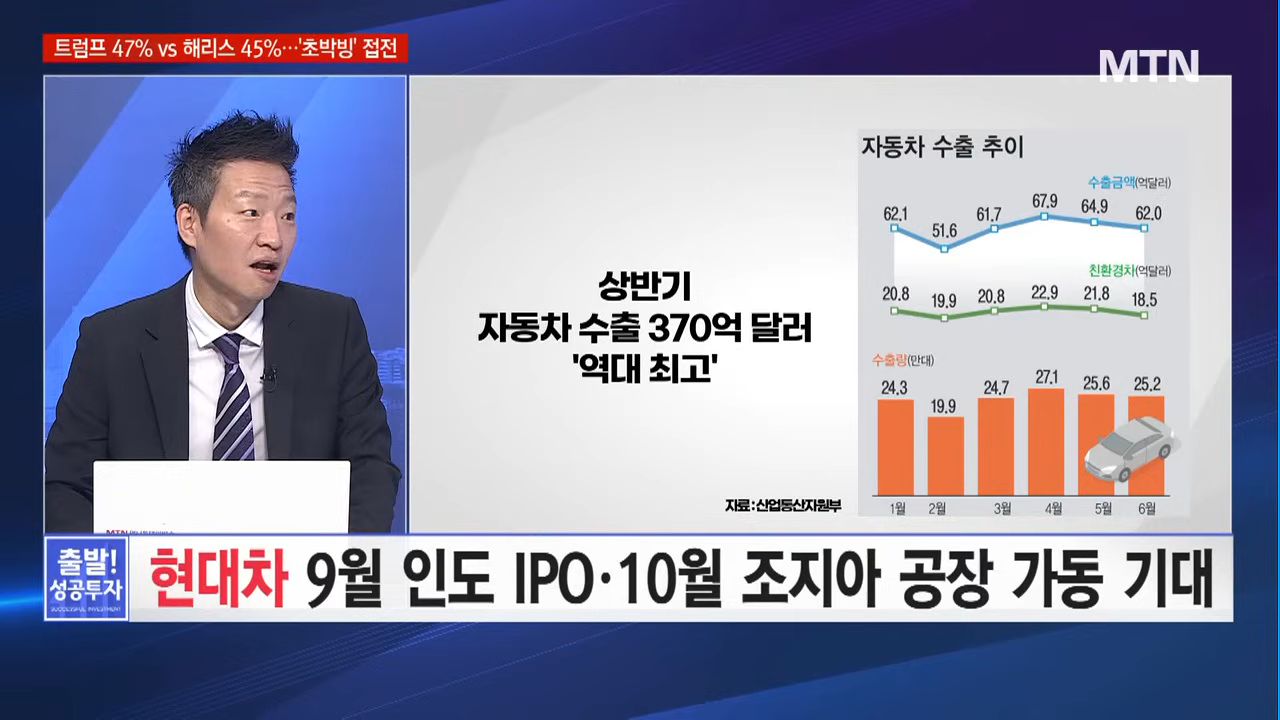 트럼프 47% vs 해리스 45%…'초박빙' 접전
MTN
상반기
자동차 수출 370억 달러
'역대 최고'
자료:산업통산자원부
자동차 수출 추이
수출금액(억달러)
62.1 51.6 61.7 67.9 64.9 62.0
친환경차(억달러)
20.8 19.9 20.8 22.9 21.8 18.5
수출량(만대)
24.3 19.9 24.7 27.1 25.6 25.2
1월 2월 3월 4월 5월 6월
MTN
출발!
성공투자
SUCCESSFUL INVESTMENT
현대차 9월 인도 IPO·10월 조지아 공장 가동 기대